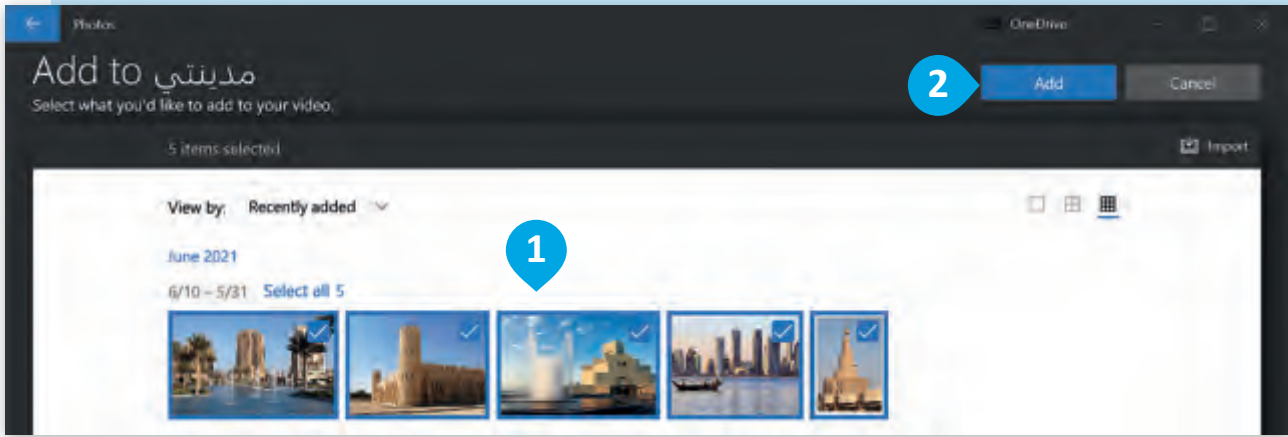 Photos
OneDrive
Add to مدينتي
Select what you'd like to add to your video.
2
Add
Cancel
5 items selected
Import
View by: Recently added
June 2021
1
6/10 – 5/31 Select all 5